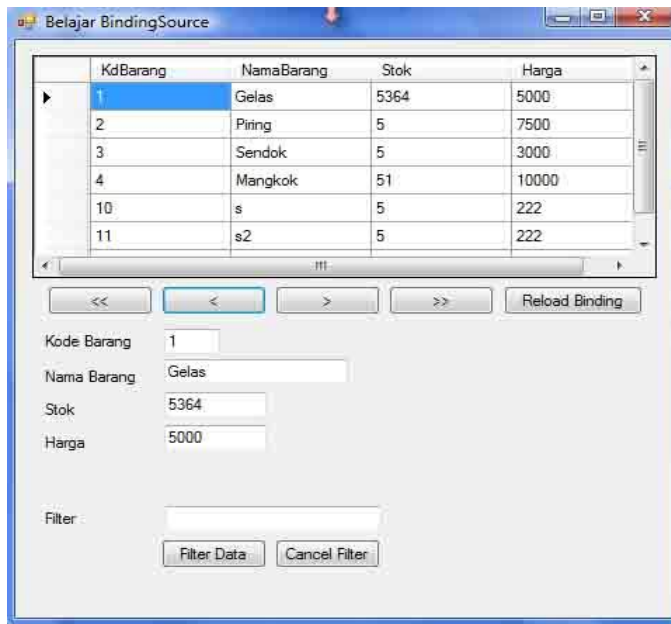 Belajar BindingSource
KdBarang NamaBarang Stok Harga
1 Gelas 5364 5000
2 Piring 5 7500
3 Sendok 5 3000
4 Mangkok 51 10000
10 s 5 222
11 s2 5 222
<< < > >> Reload Binding
Kode Barang 1
Nama Barang Gelas
Stok 5364
Harga 5000
Filter
Filter Data Cancel Filter